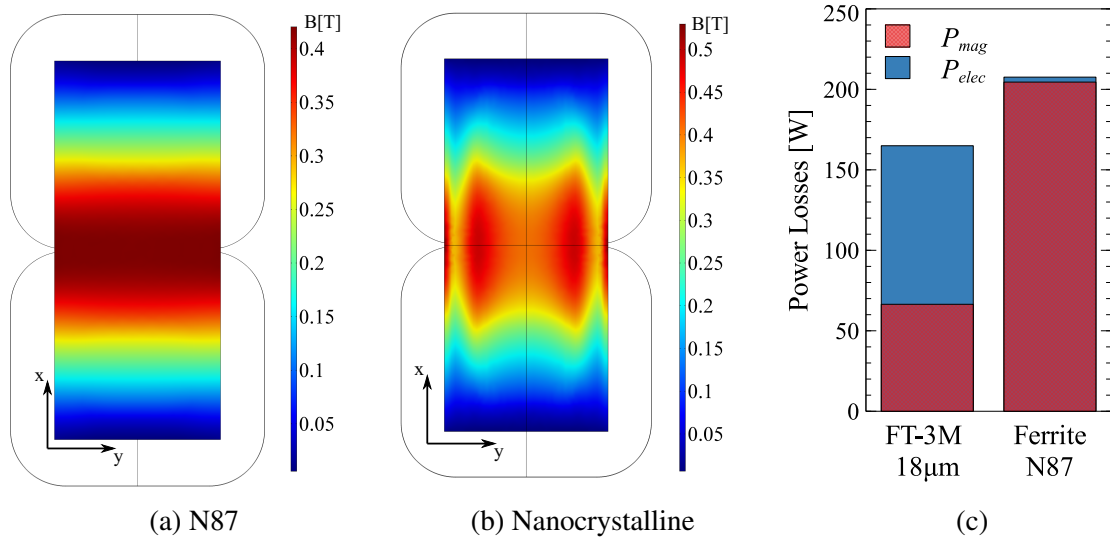 B[T]
0.4
0.35
0.3
0.25
0.2
0.15
0.1
0.05
x
y
(a) N87
B[T]
0.5
0.45
0.4
0.35
0.3
0.25
0.2
0.15
0.1
0.05
x
y
(b) Nanocrystalline
Power Losses [W]
250
200
150
100
50
0
P_mag
P_elec
FT-3M
18μm
Ferrite
N87
(c)